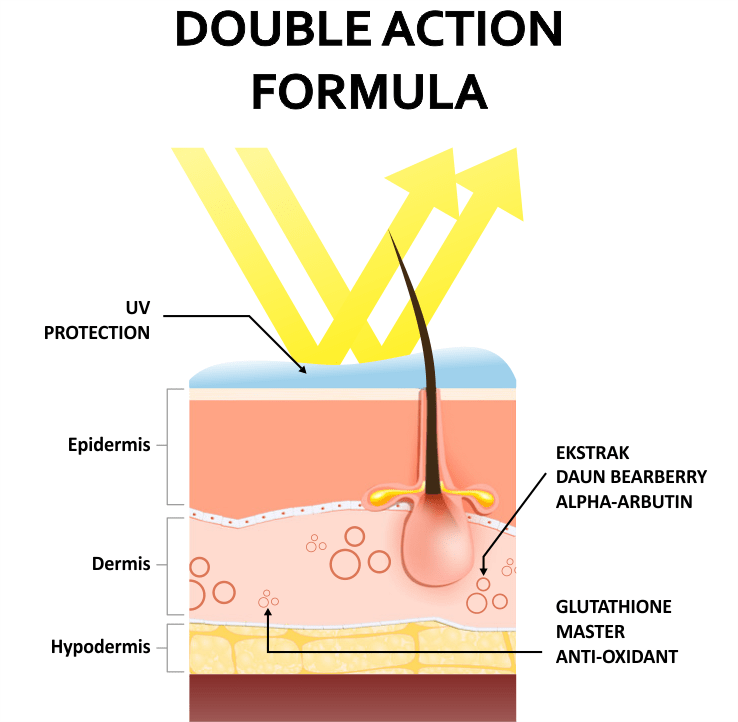 DOUBLE ACTION
FORMULA
UV
PROTECTION
Epidermis
Dermis
Hypodermis
EKSTRAK
DAUN BEARBERRY
ALPHA-ARBUTIN
GLUTATHIONE
MASTER
ANTI-OXIDANT